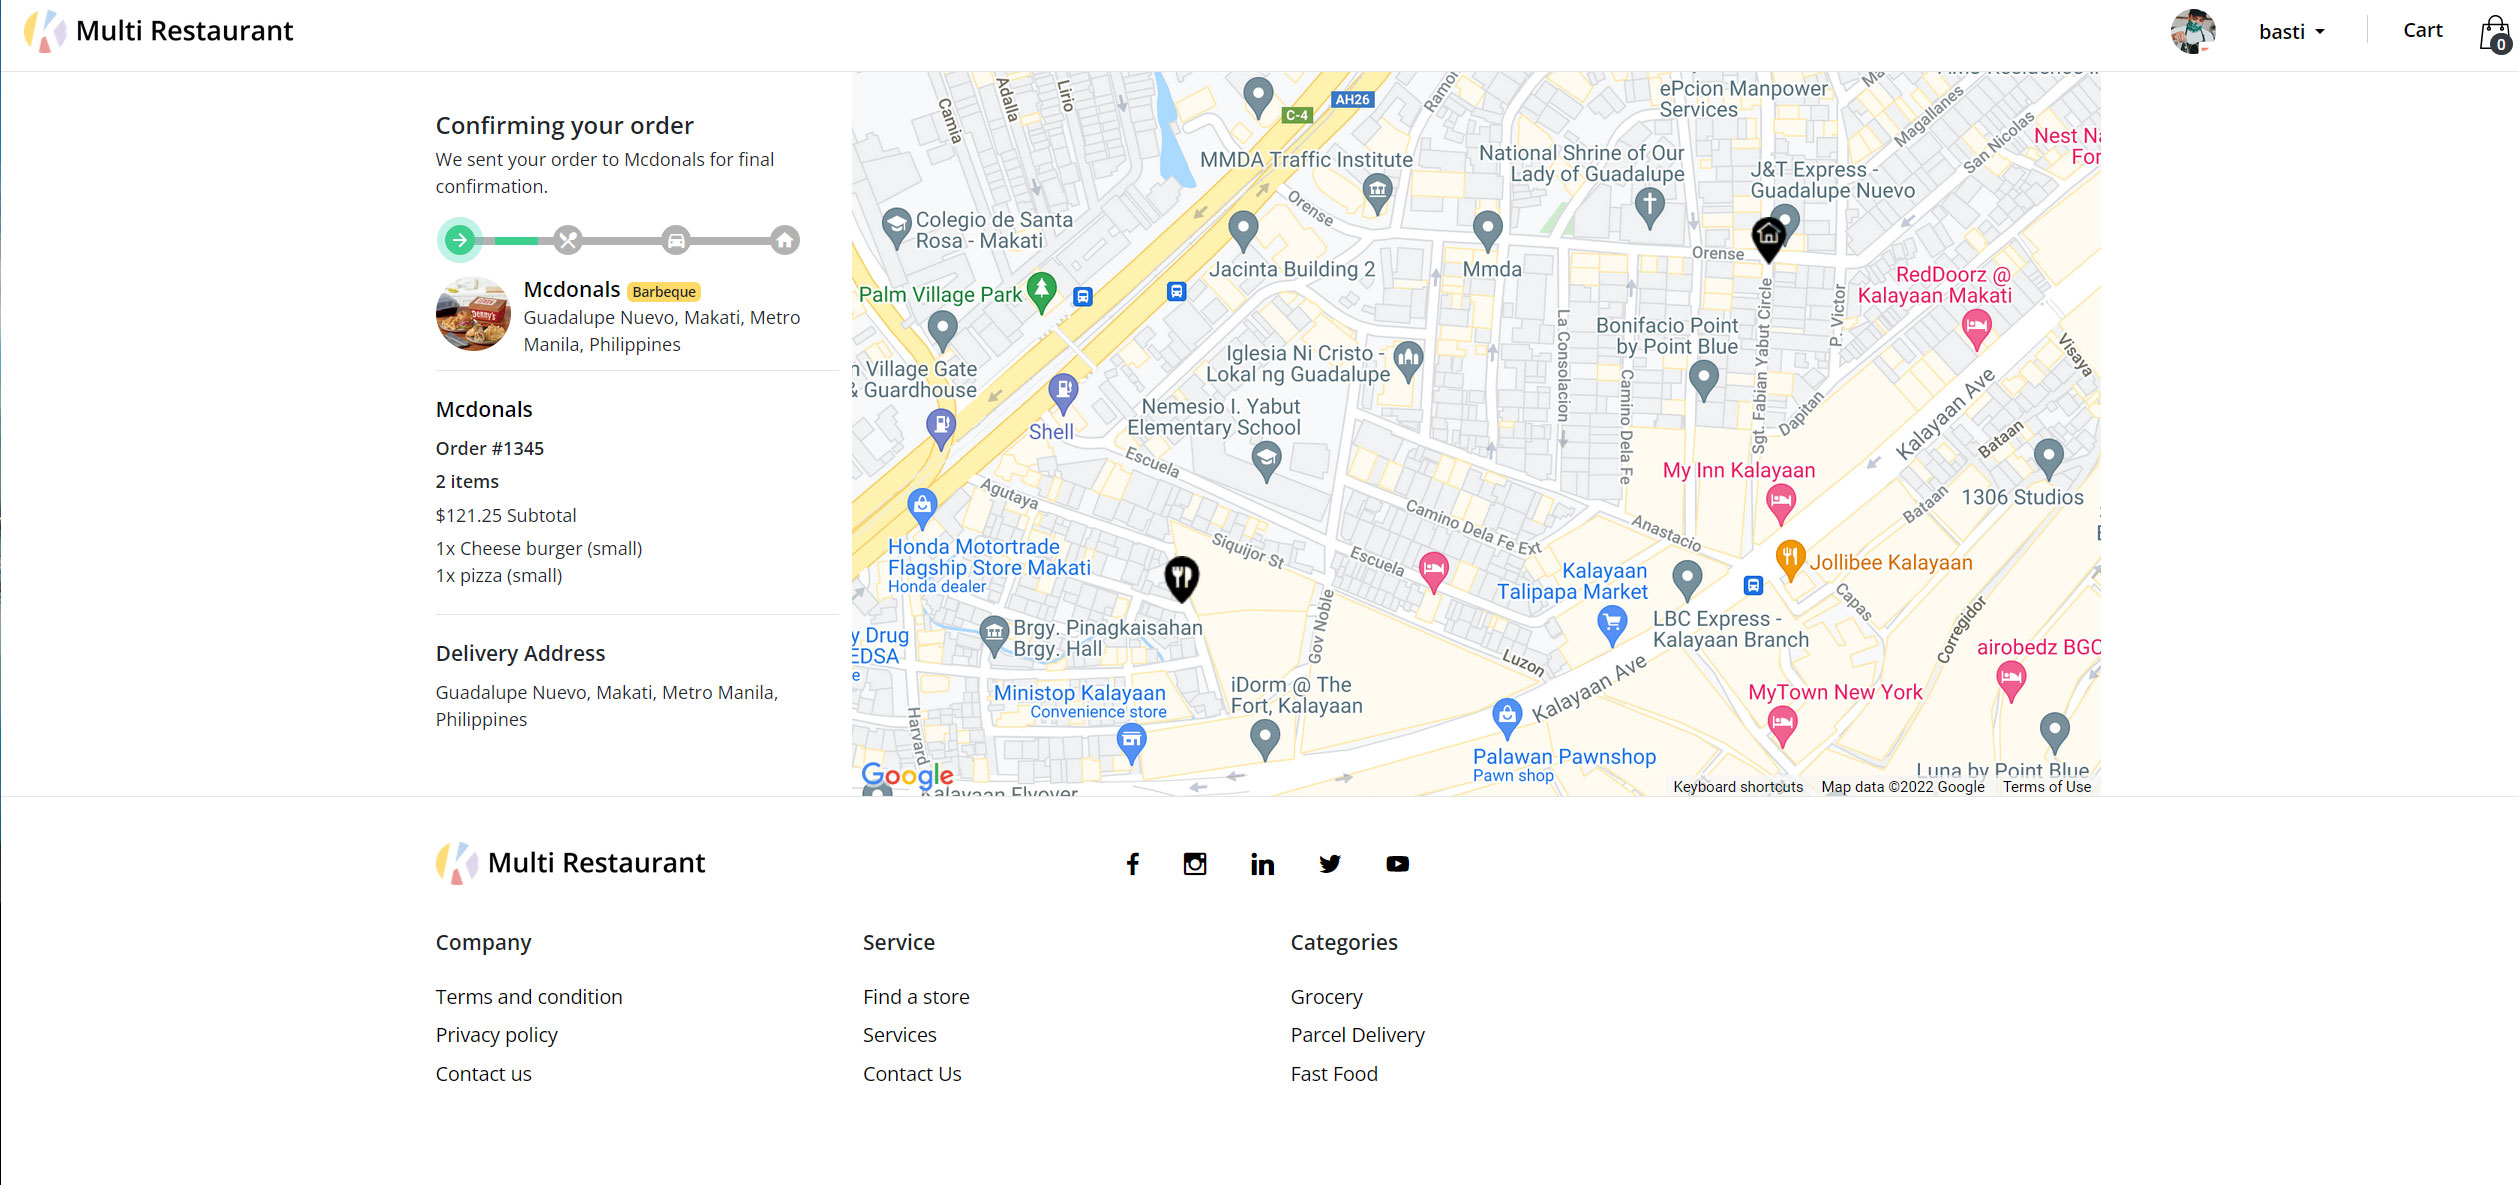 Multi Restaurant
basti
Cart
0
Confirming your order
We sent your order to Mcdonals for final
confirmation.
Mcdonals Barbeque
Guadalupe Nuevo, Makati, Metro
Manila, Philippines
Denny's
Mcdonals
Order #1345
2 items
$121.25 Subtotal
1x Cheese burger (small)
1x pizza (small)
Delivery Address
Guadalupe Nuevo, Makati, Metro Manila,
Philippines
Camia
Adalla
Lirio
AH26
C-4
ePcion Manpower
Services
Magallanes
San Nicolas
MMDA Traffic Institute
National Shrine of Our
Lady of Guadalupe
J&T Express -
Guadalupe Nuevo
Orense
Colegio de Santa
Rosa - Makati
Jacinta Building 2
Mmda
Orense
RedDoorz @
Kalayaan Makati
Palm Village Park
P. Victor
La Consolacion
Sgt. Fabian Yabut Circle
Bonifacio Point
by Point Blue
Iglesia Ni Cristo -
Lokal ng Guadalupe
Visaya
Village Gate
& Guardhouse
Camino Dela Fe
Dapitan
Kalayaan Ave
Nemesio I. Yabut
Elementary School
Shell
Bataan
Escuela
My Inn Kalayaan
1306 Studios
Agutaya
Bataan
Camino Dela Fe Ext
Anastacio
Honda Motortrade
Flagship Store Makati
Honda dealer
Siquijor St
Escuela
Kalayaan
Talipapa Market
Jollibee Kalayaan
Capas
Corregidor
Gov Noble
LBC Express -
Kalayaan Branch
Brgy. Pinagkaisahan
Brgy. Hall
y Drug
EDSA
e
airobedz BGC
Luzon
Kalayaan Ave
iDorm @ The
Fort, Kalayaan
Ministop Kalayaan
Convenience store
MyTown New York
Harvard
Palawan Pawnshop
Pawn shop
Luna by Point Blue
Google
Kalayaan Flyover
Keyboard shortcuts
Map data ©2022 Google
Terms of Use
Multi Restaurant
Company
Service
Categories
Terms and condition
Find a store
Grocery
Privacy policy
Services
Parcel Delivery
Contact us
Contact Us
Fast Food